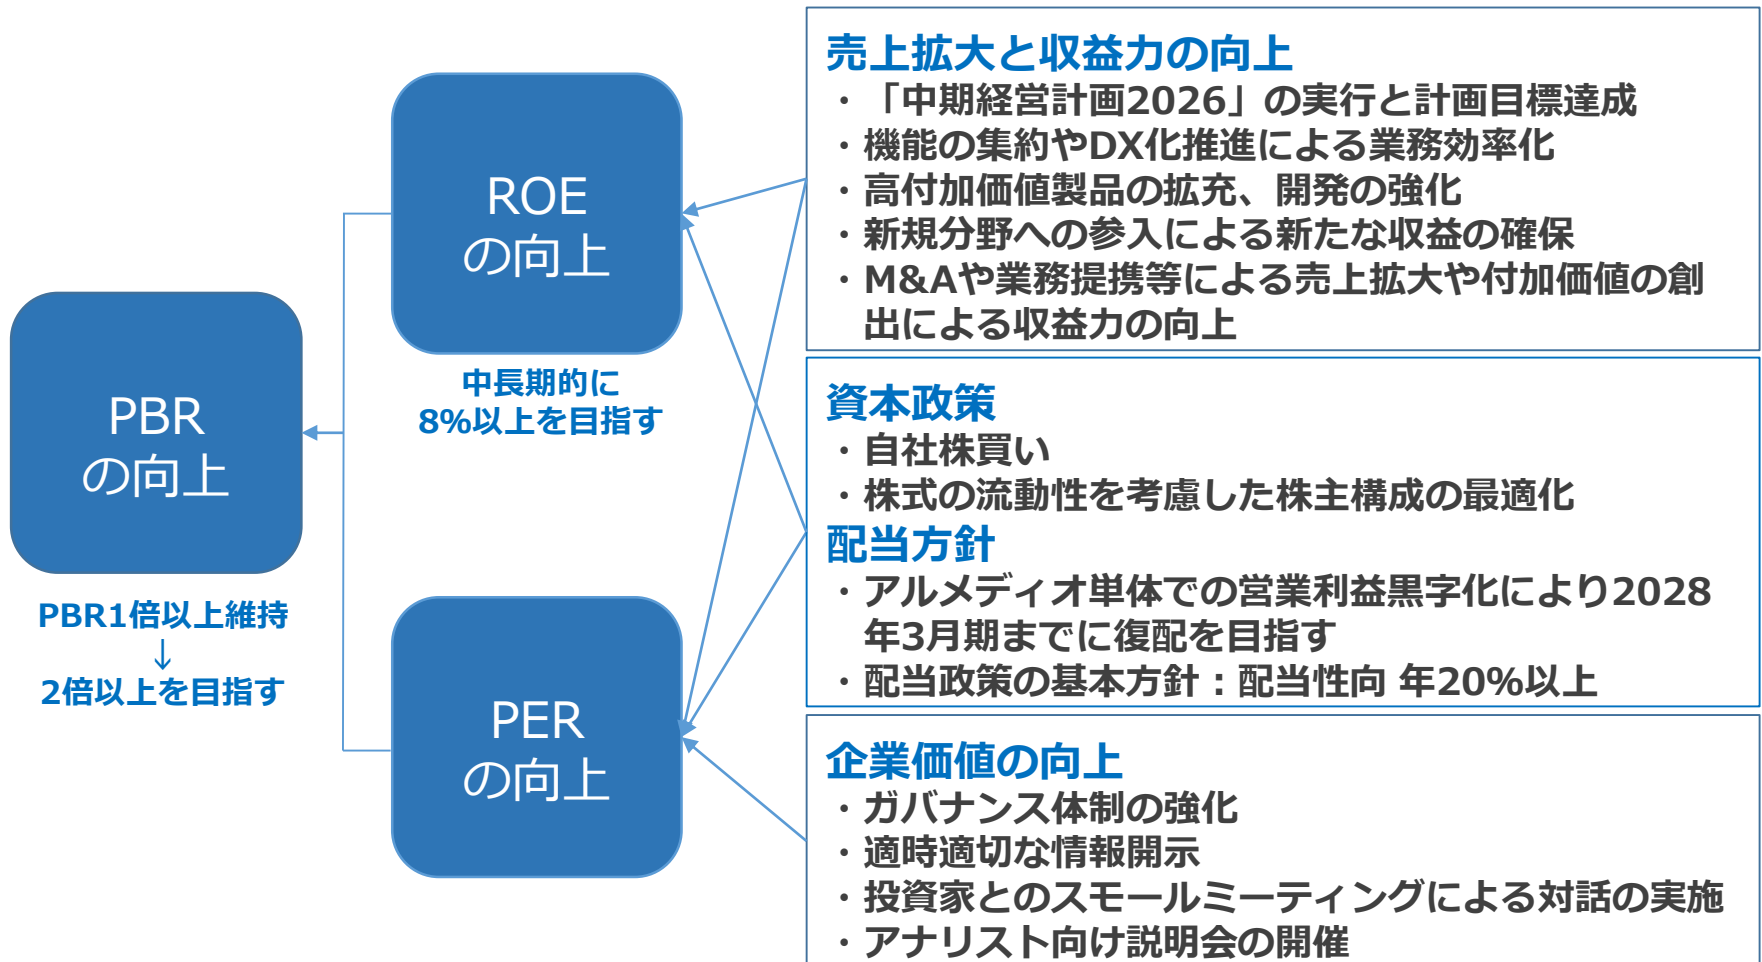 PBR
の向上
PBR1倍以上維持
↓
2倍以上を目指す
ROE
の向上
中長期的に
8%以上を目指す
PER
の向上
売上拡大と収益力の向上
・「中期経営計画2026」の実行と計画目標達成
・機能の集約やDX化推進による業務効率化
・高付加価値製品の拡充、開発の強化
・新規分野への参入による新たな収益の確保
・M&Aや業務提携等による売上拡大や付加価値の創
出による収益力の向上
資本政策
・自社株買い
・株式の流動性を考慮した株主構成の最適化
配当方針
・アルメディオ単体での営業利益黒字化により2028
年3月期までに復配を目指す
・配当政策の基本方針：配当性向 年20%以上
企業価値の向上
・ガバナンス体制の強化
・適時適切な情報開示
・投資家とのスモールミーティングによる対話の実施
・アナリスト向け説明会の開催